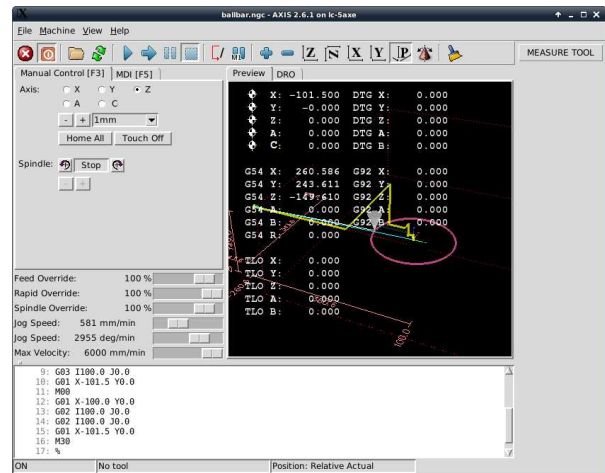 ballbar.ngc - AXIS 2.6.1 on lc-5axe
File Machine View Help
MEASURE TOOL
Manual Control [F3] MDI [F5]
Preview DRO
Axis: X Y Z
A C
- + 1mm
Home All Touch Off
Spindle: Stop
- +
X: -101.500 DTG X: 0.000
Y: -0.000 DTG Y: 0.000
Z: 0.000 DTG Z: 0.000
A: 0.000 DTG A: 0.000
C: 0.000 DTG B: 0.000
G54 X: 260.586 G92 X: 0.000
G54 Y: 243.611 G92 Y: 0.000
G54 Z: -149.610 G92 Z: 0.000
G54 A: 0.000 G92 A: 0.000
G54 B: 0.000 G92 B: 0.000
G54 R: 0.000
TLO X: 0.000
TLO Y: 0.000
TLO Z: 0.000
TLO A: 0.000
TLO B: 0.000
100.0
Feed Override: 100 %
Rapid Override: 100 %
Spindle Override: 100 %
Jog Speed: 581 mm/min
Jog Speed: 2955 deg/min
Max Velocity: 6000 mm/min
9: G03 I100.0 J0.0
10: G01 X-101.5 Y0.0
11: M00
12: G01 X-100.0 Y0.0
13: G02 I100.0 J0.0
14: G02 I100.0 J0.0
15: G01 X-101.5 Y0.0
16: M30
17: %
ON No tool Position: Relative Actual